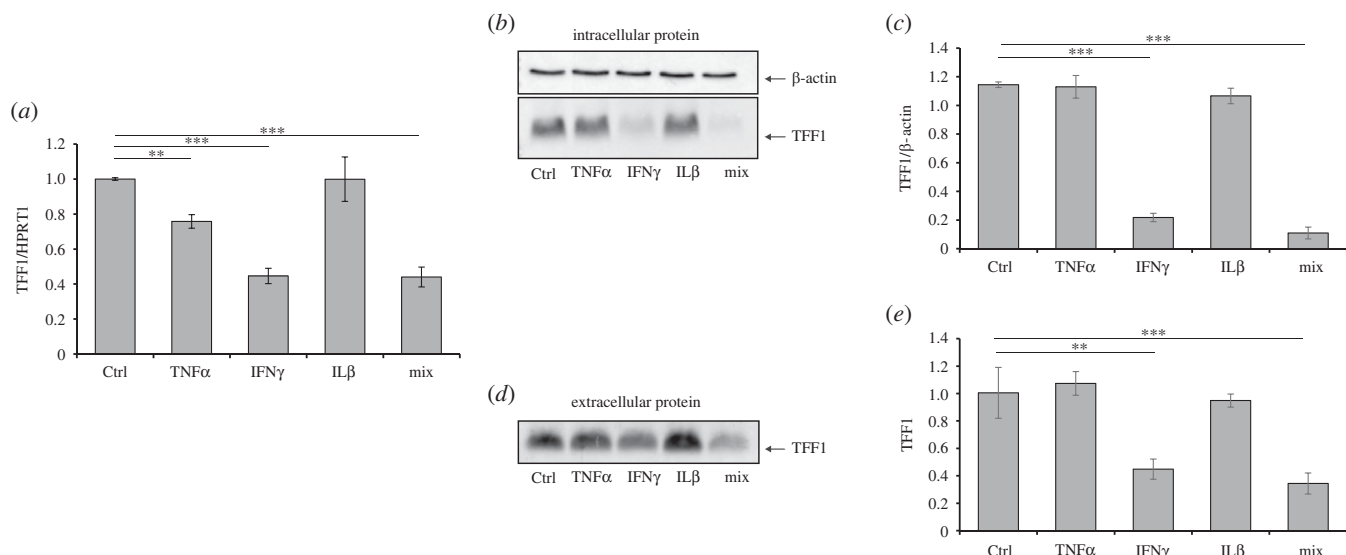 (a)
***
***
**
1.2
1.0
0.8
0.6
0.4
0.2
0
TFF1/HPRT1
Ctrl TNFα IFNγ ILβ mix
(b)
intracellular protein
← β-actin
← TFF1
Ctrl TNFα IFNγ ILβ mix
(c)
***
***
1.4
1.2
1.0
0.8
0.6
0.4
0.2
0
TFF1/β-actin
Ctrl TNFα IFNγ ILβ mix
(d)
extracellular protein
← TFF1
Ctrl TNFα IFNγ ILβ mix
(e)
***
**
1.4
1.2
1.0
0.8
0.6
0.4
0.2
0
TFF1
Ctrl TNFα IFNγ ILβ mix